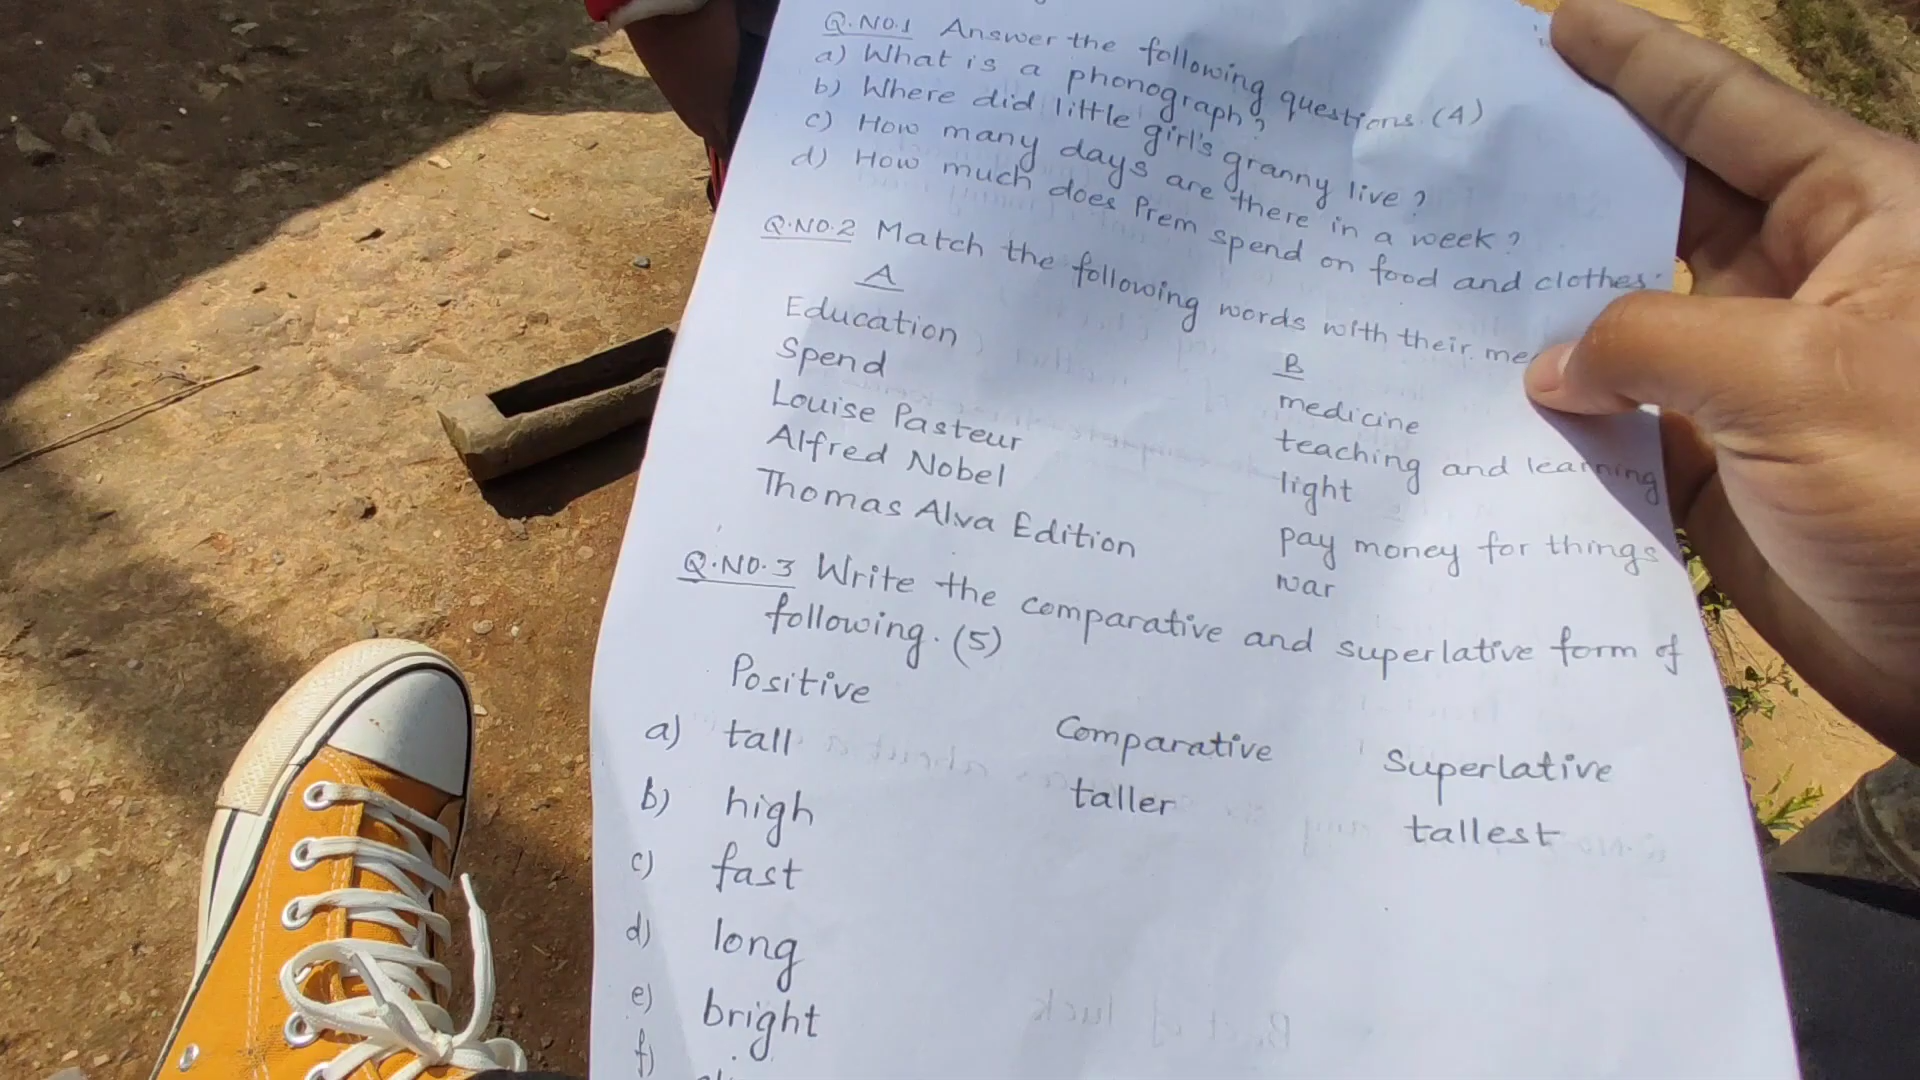 Q.NO.1 Answer the following questions. (4)
a) What is a phonograph?
b) Where did little girl's granny live?
c) How many days are there in a week?
d) How much does Prem spend on food and clothes.
Q.NO.2 Match the following words with their
A
B
Education
medicine
Spend
teaching and learning
Louise Pasteur
light
Alfred Nobel
pay money for things
Thomas Alva Edition
war
Q.NO.3 Write the comparative and superlative form of
following. (5)
Positive
Comparative
Superlative
a) tall
taller
tallest
b) high
c) fast
d) long
e) bright
f)